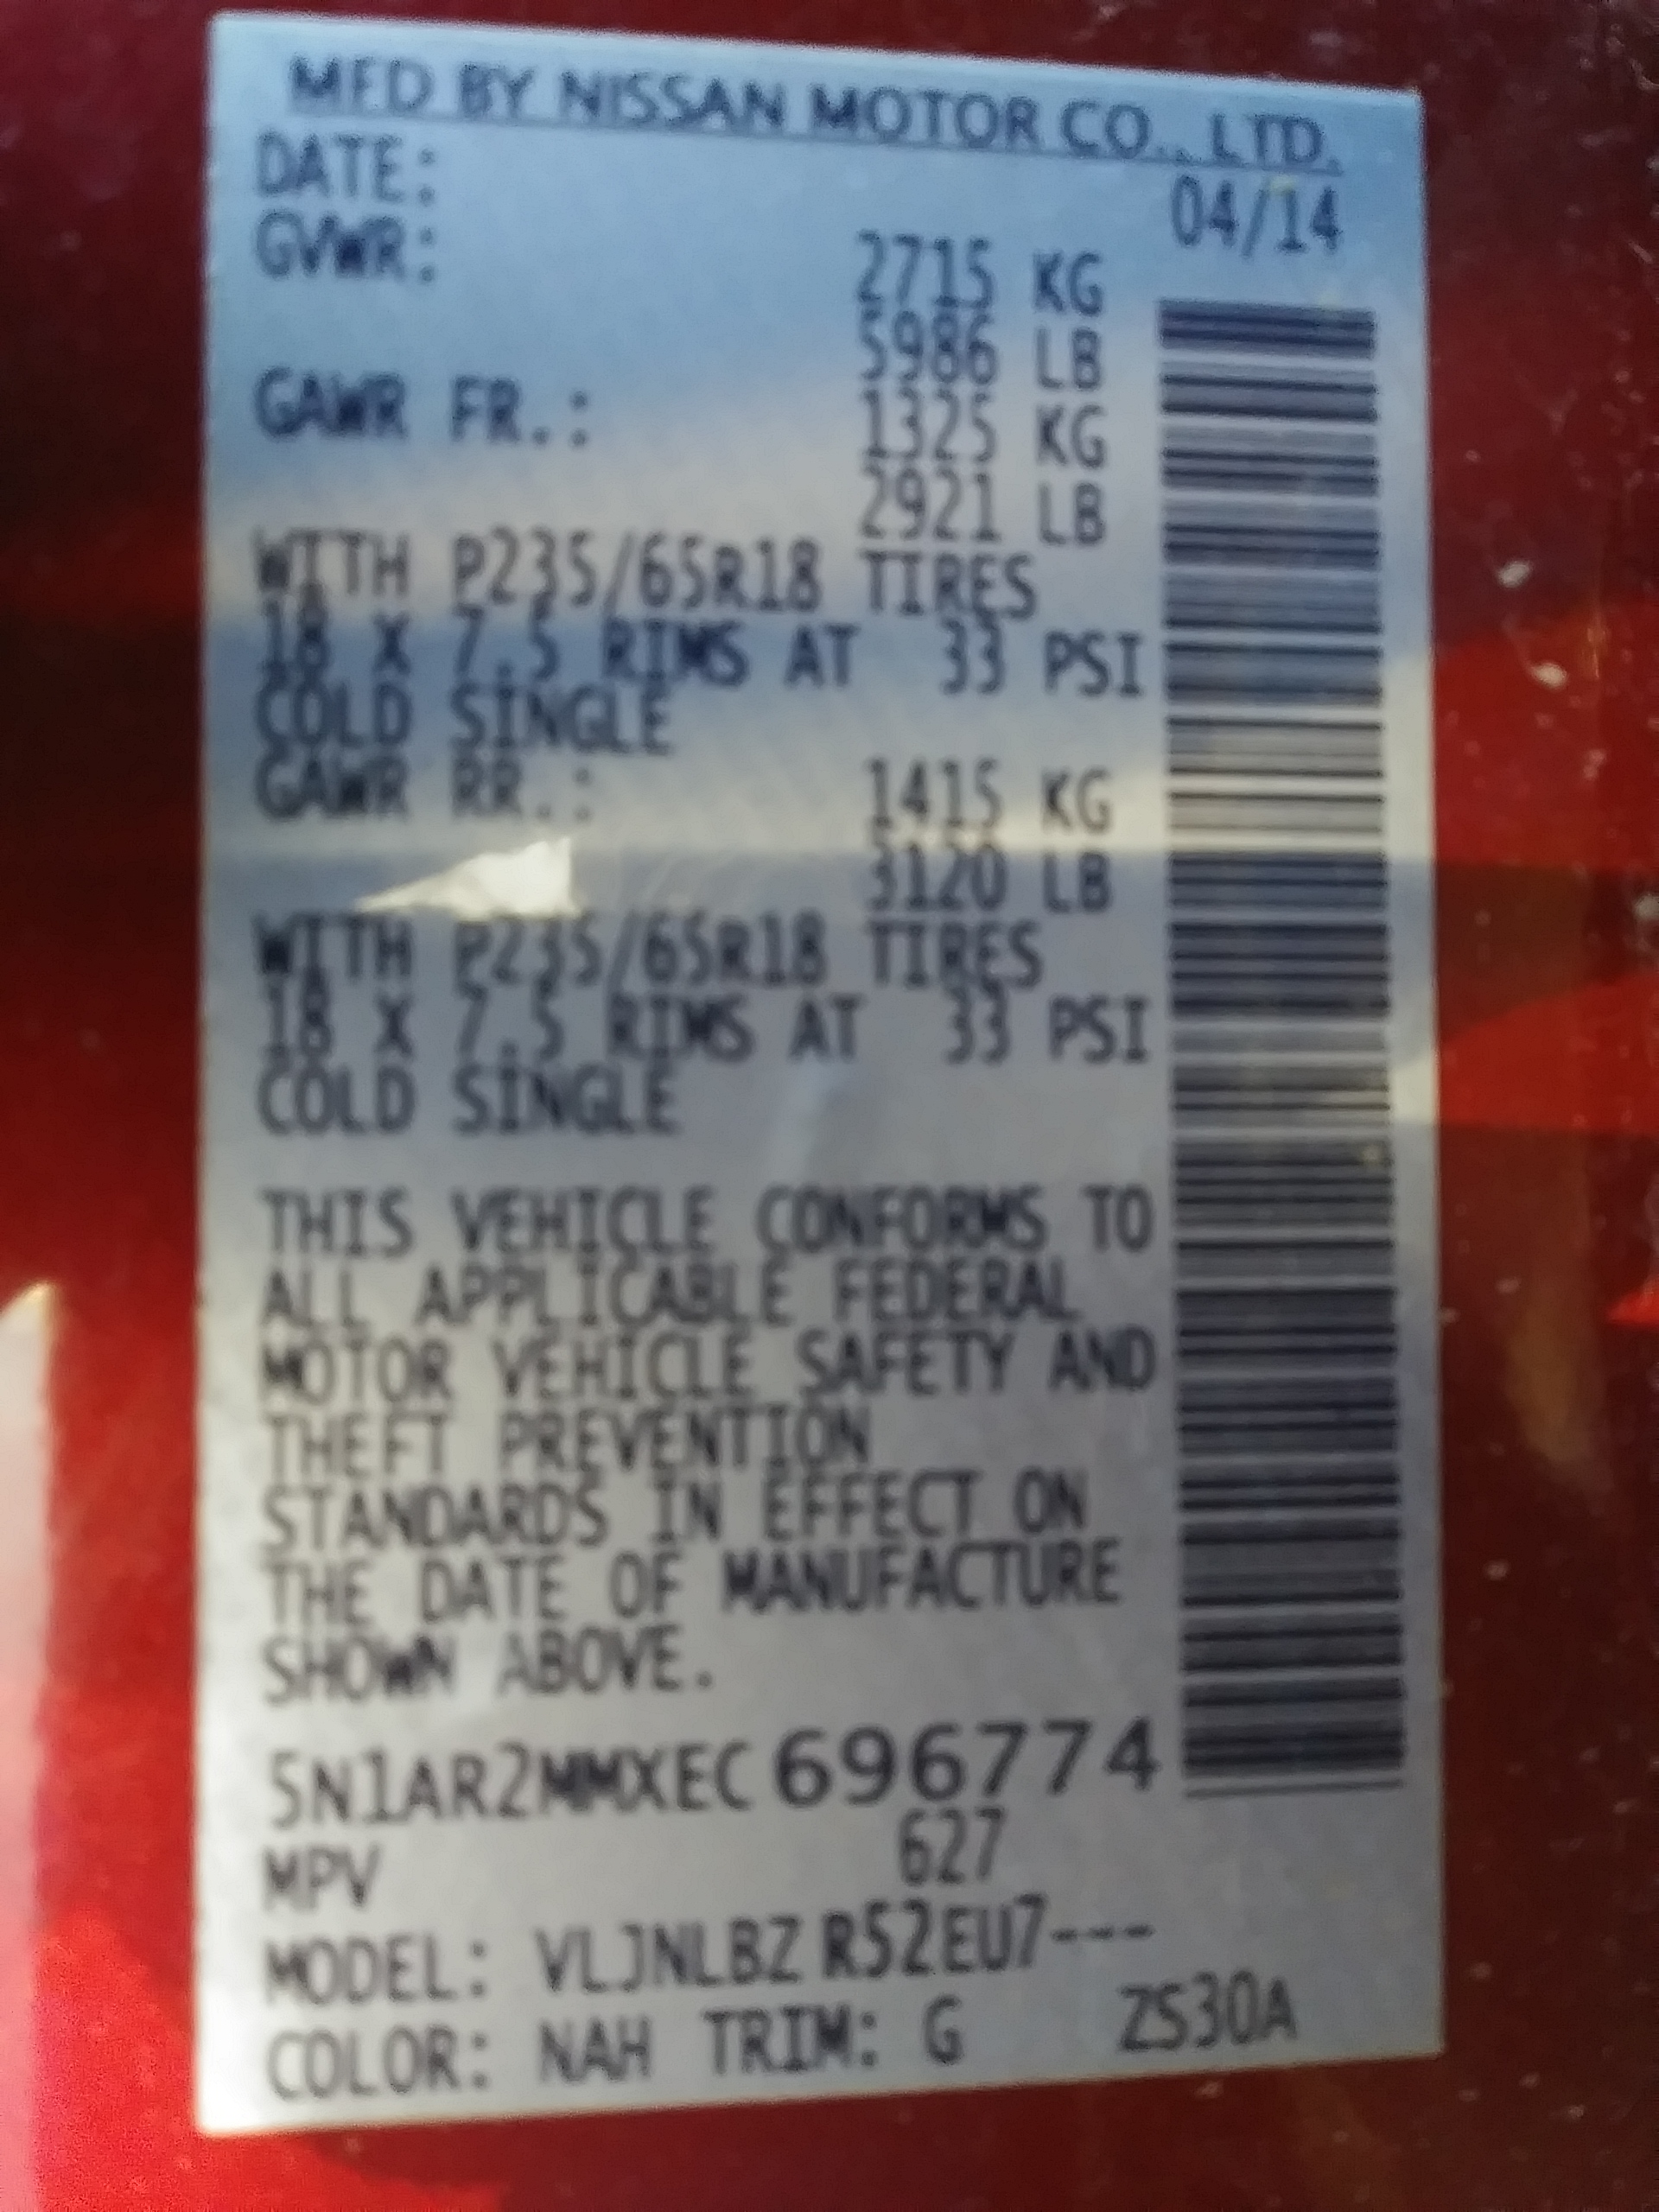 MFD BY NISSAN MOTOR CO., LTD.
DATE: 04/14
GVWR: 2715 KG
5986 LB
GAWR FR.: 1325 KG
2921 LB
WITH P235/65R18 TIRES
18 X 7.5 RIMS AT 33 PSI
COLD SINGLE
GAWR RR.: 1415 KG
3120 LB
WITH P235/65R18 TIRES
18 X 7.5 RIMS AT 33 PSI
COLD SINGLE
THIS VEHICLE CONFORMS TO
ALL APPLICABLE FEDERAL
MOTOR VEHICLE SAFETY AND
THEFT PREVENTION
STANDARDS IN EFFECT ON
THE DATE OF MANUFACTURE
SHOWN ABOVE.
5N1AR2MMXEC696774
MPV 627
MODEL: VLJNLBZ R52EU7---
COLOR: NAH TRIM: G ZS30A